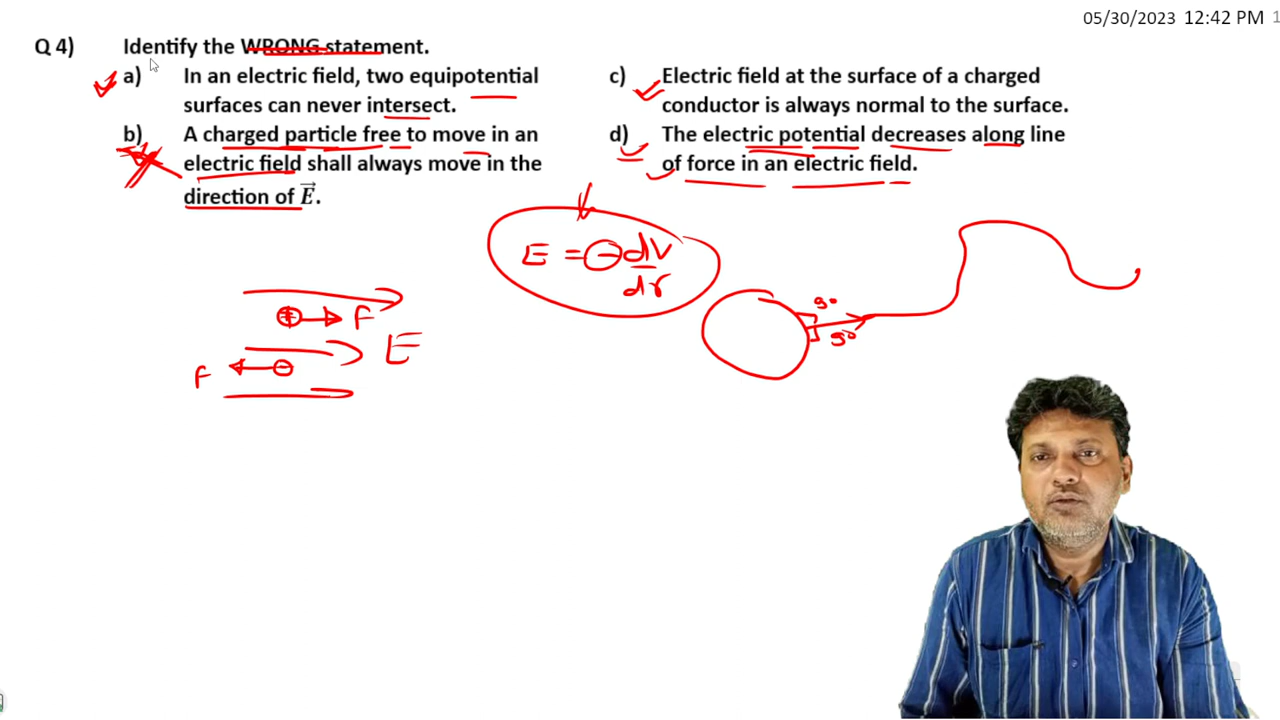 05/30/2023 12:42 PM 1
Q 4) Identify the WRONG statement.
a) In an electric field, two equipotential
surfaces can never intersect.
b) A charged particle free to move in an
electric field shall always move in the
direction of E⃗.
c) Electric field at the surface of a charged
conductor is always normal to the surface.
d) The electric potential decreases along line
of force in an electric field.
E = - dV/dr
+ F
E
F -
90
90